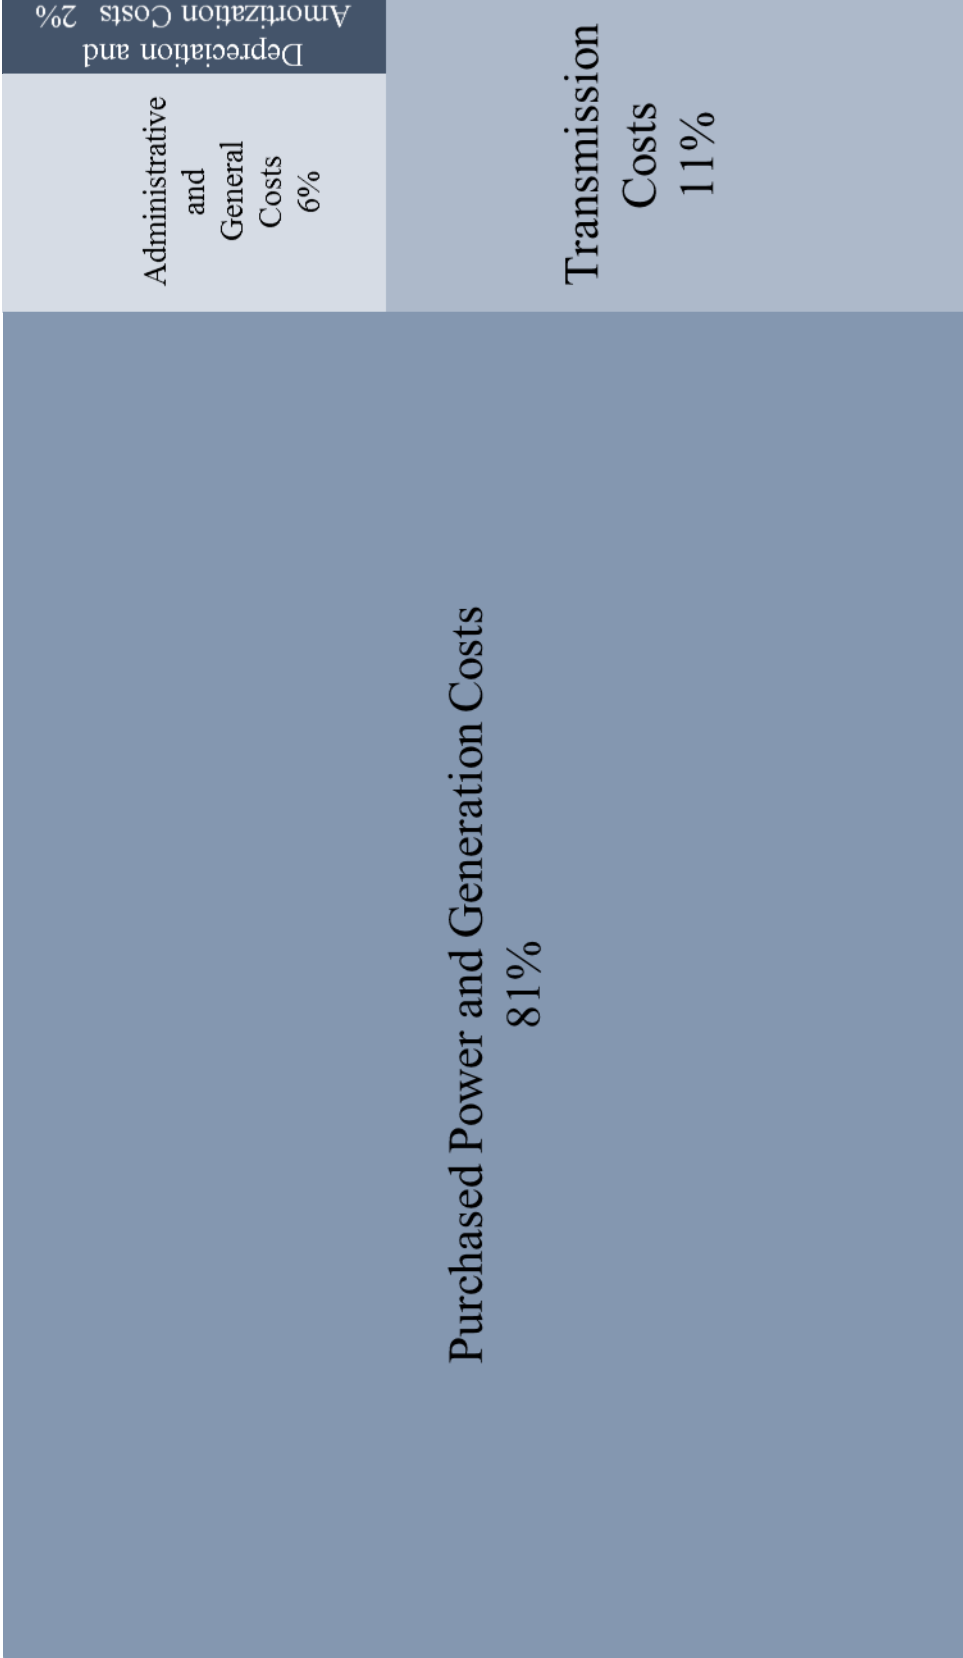 Purchased Power and Generation Costs
81%
Administrative
and
General
Costs
6%
Transmission
Costs
11%
Depreciation and
Amortization Costs 2%